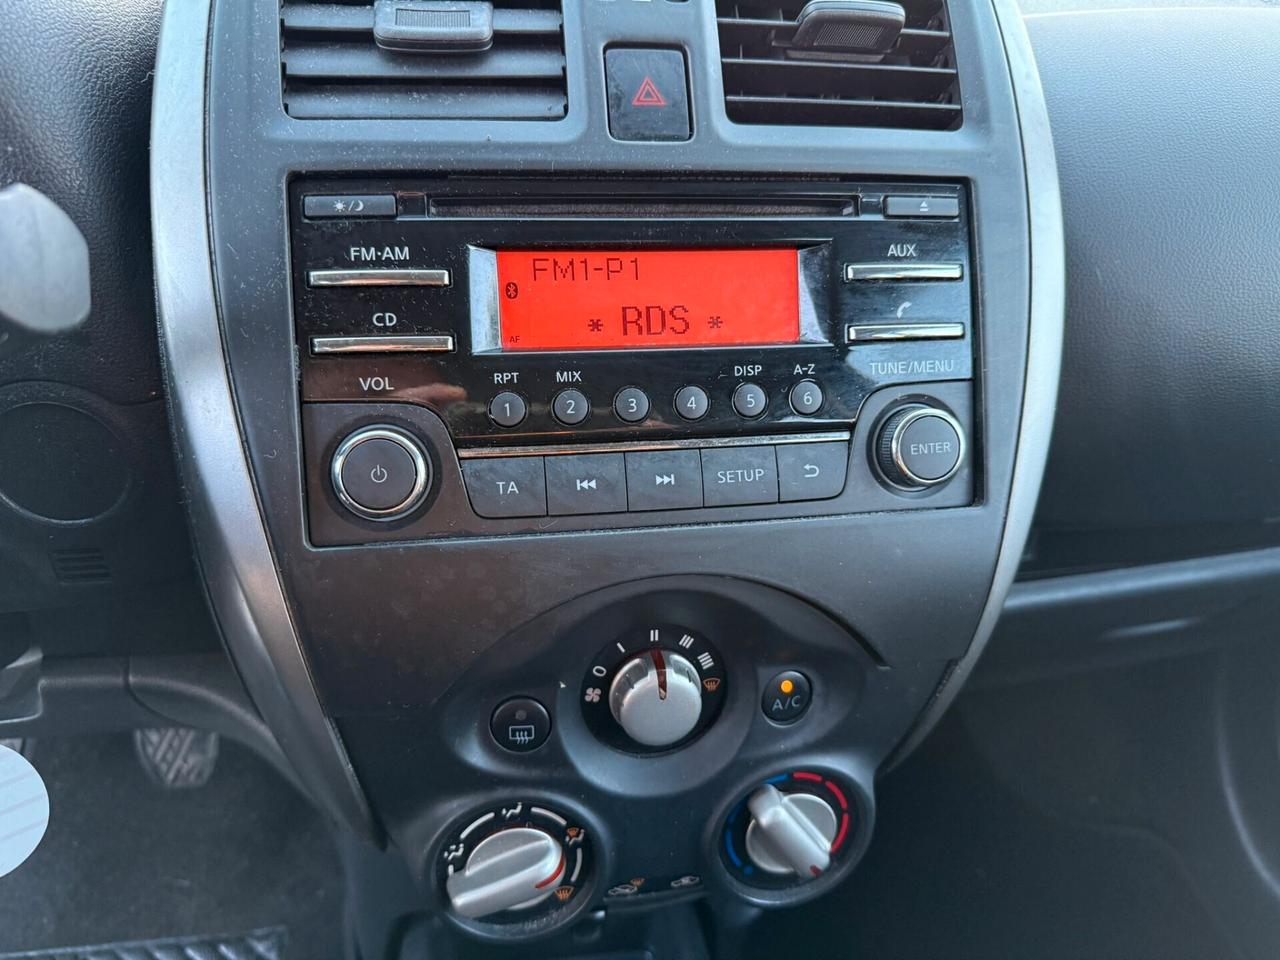 FM·AM
AUX
FM1-P1
* RDS *
AF
CD
VOL
TUNE/MENU
RPT MIX DISP A-Z
1 2 3 4 5 6
ENTER
TA SETUP
0 I II III IIII
A/C